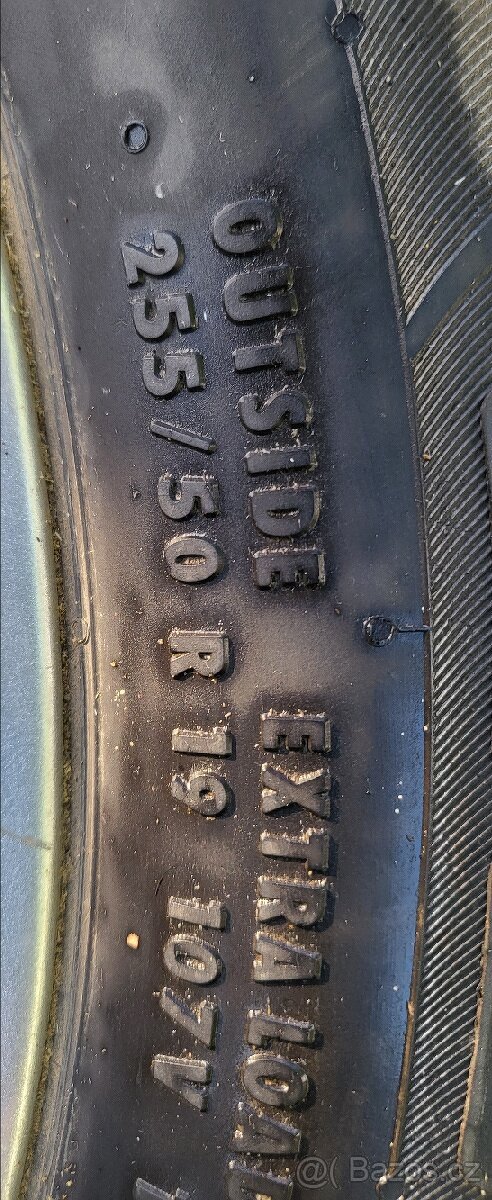 OUTSIDE EXTRA LOAD
255/50 R 19 107V
@ Bazos.cz